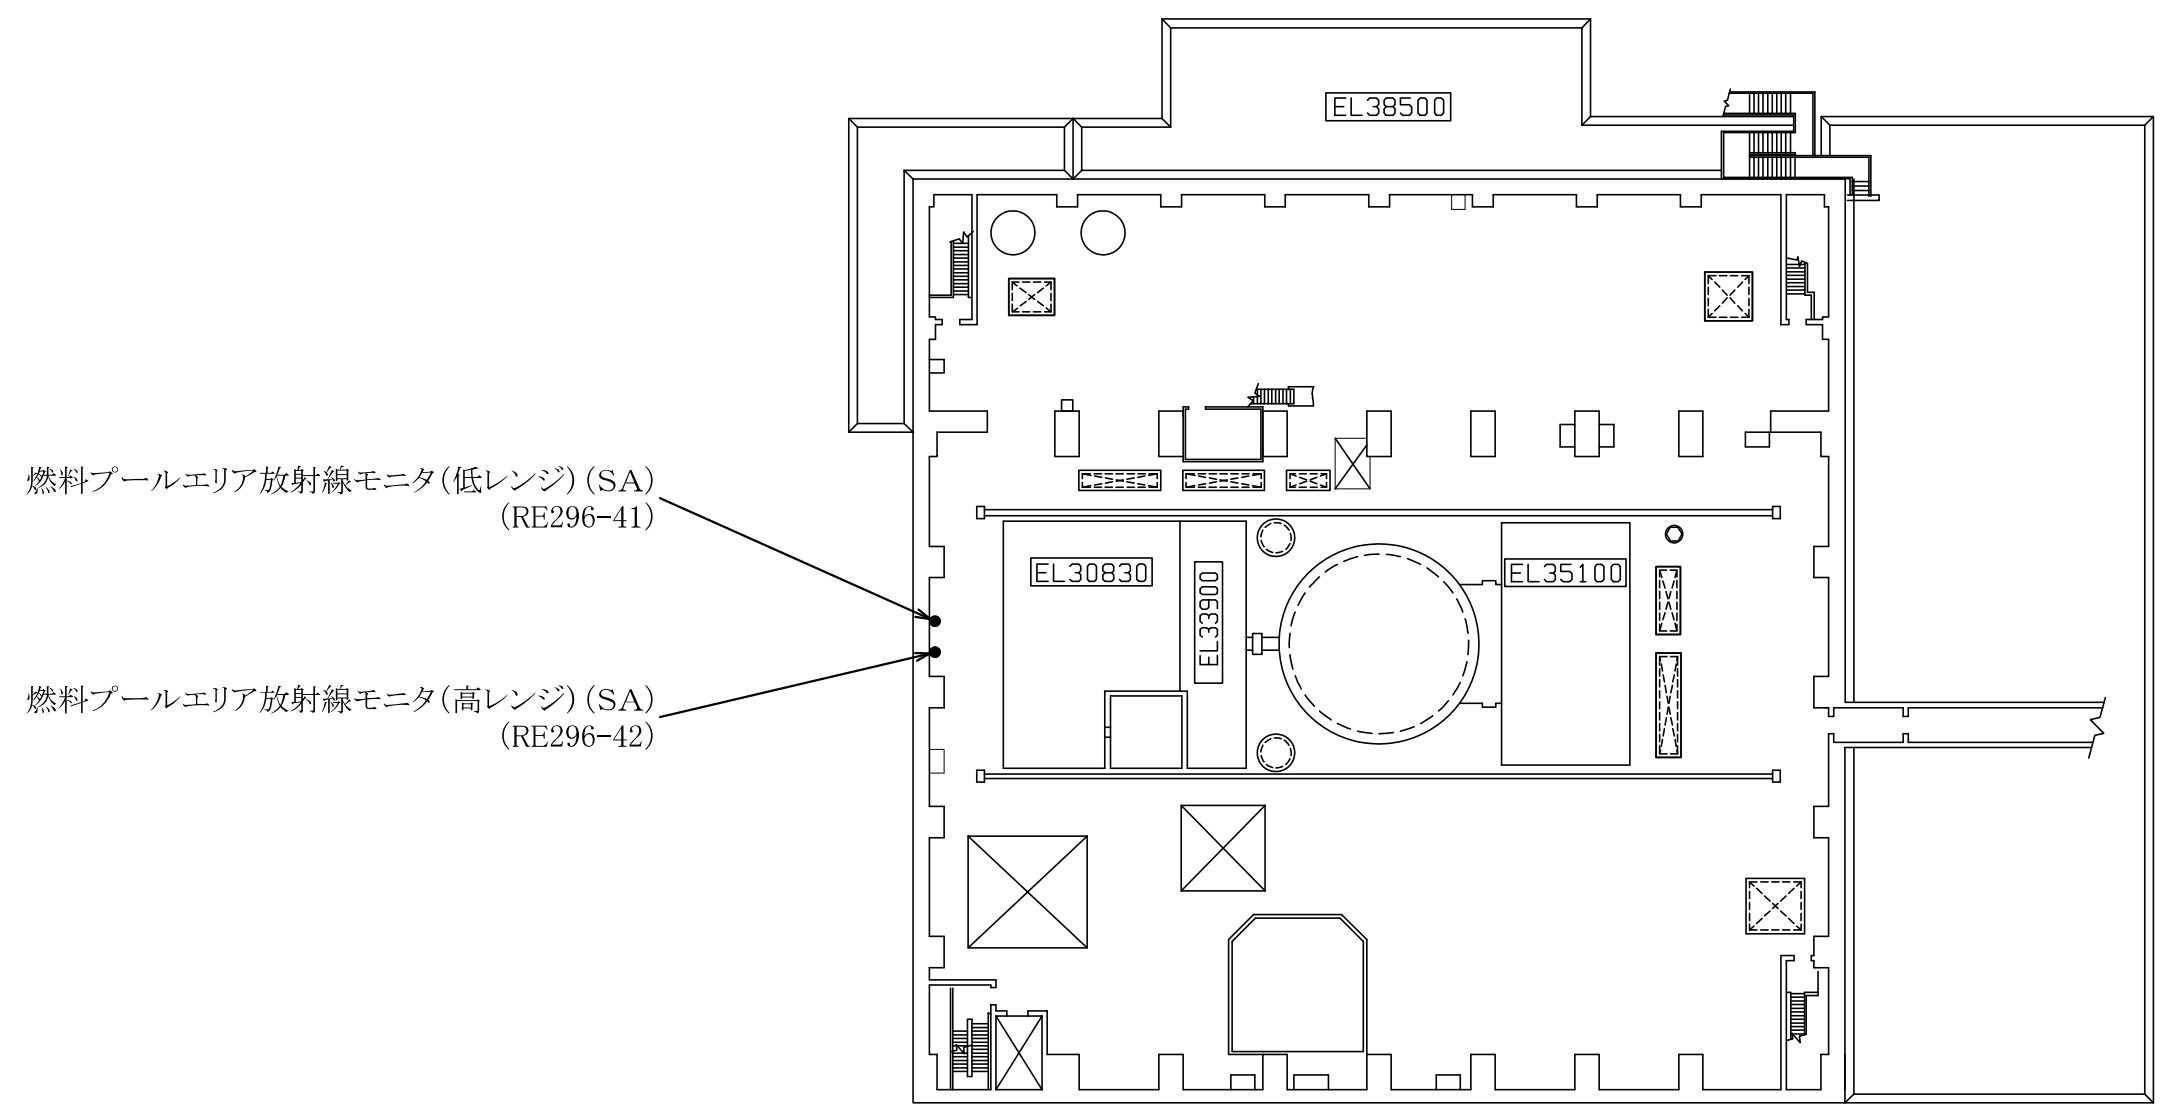 EL38500
燃料プールエリア放射線モニタ(低レンジ)(SA)
(RE296-41)
EL30830
EL33900
EL35100
燃料プールエリア放射線モニタ(高レンジ)(SA)
(RE296-42)